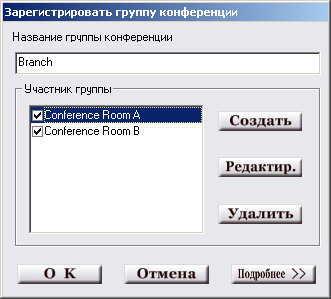 Зарегистрировать группу конференции
Название группы конференции
Branch
Участник группы
Conference Room A
Conference Room B
Создать
Редактир.
Удалить
О К
Отмена
Подробнее >>